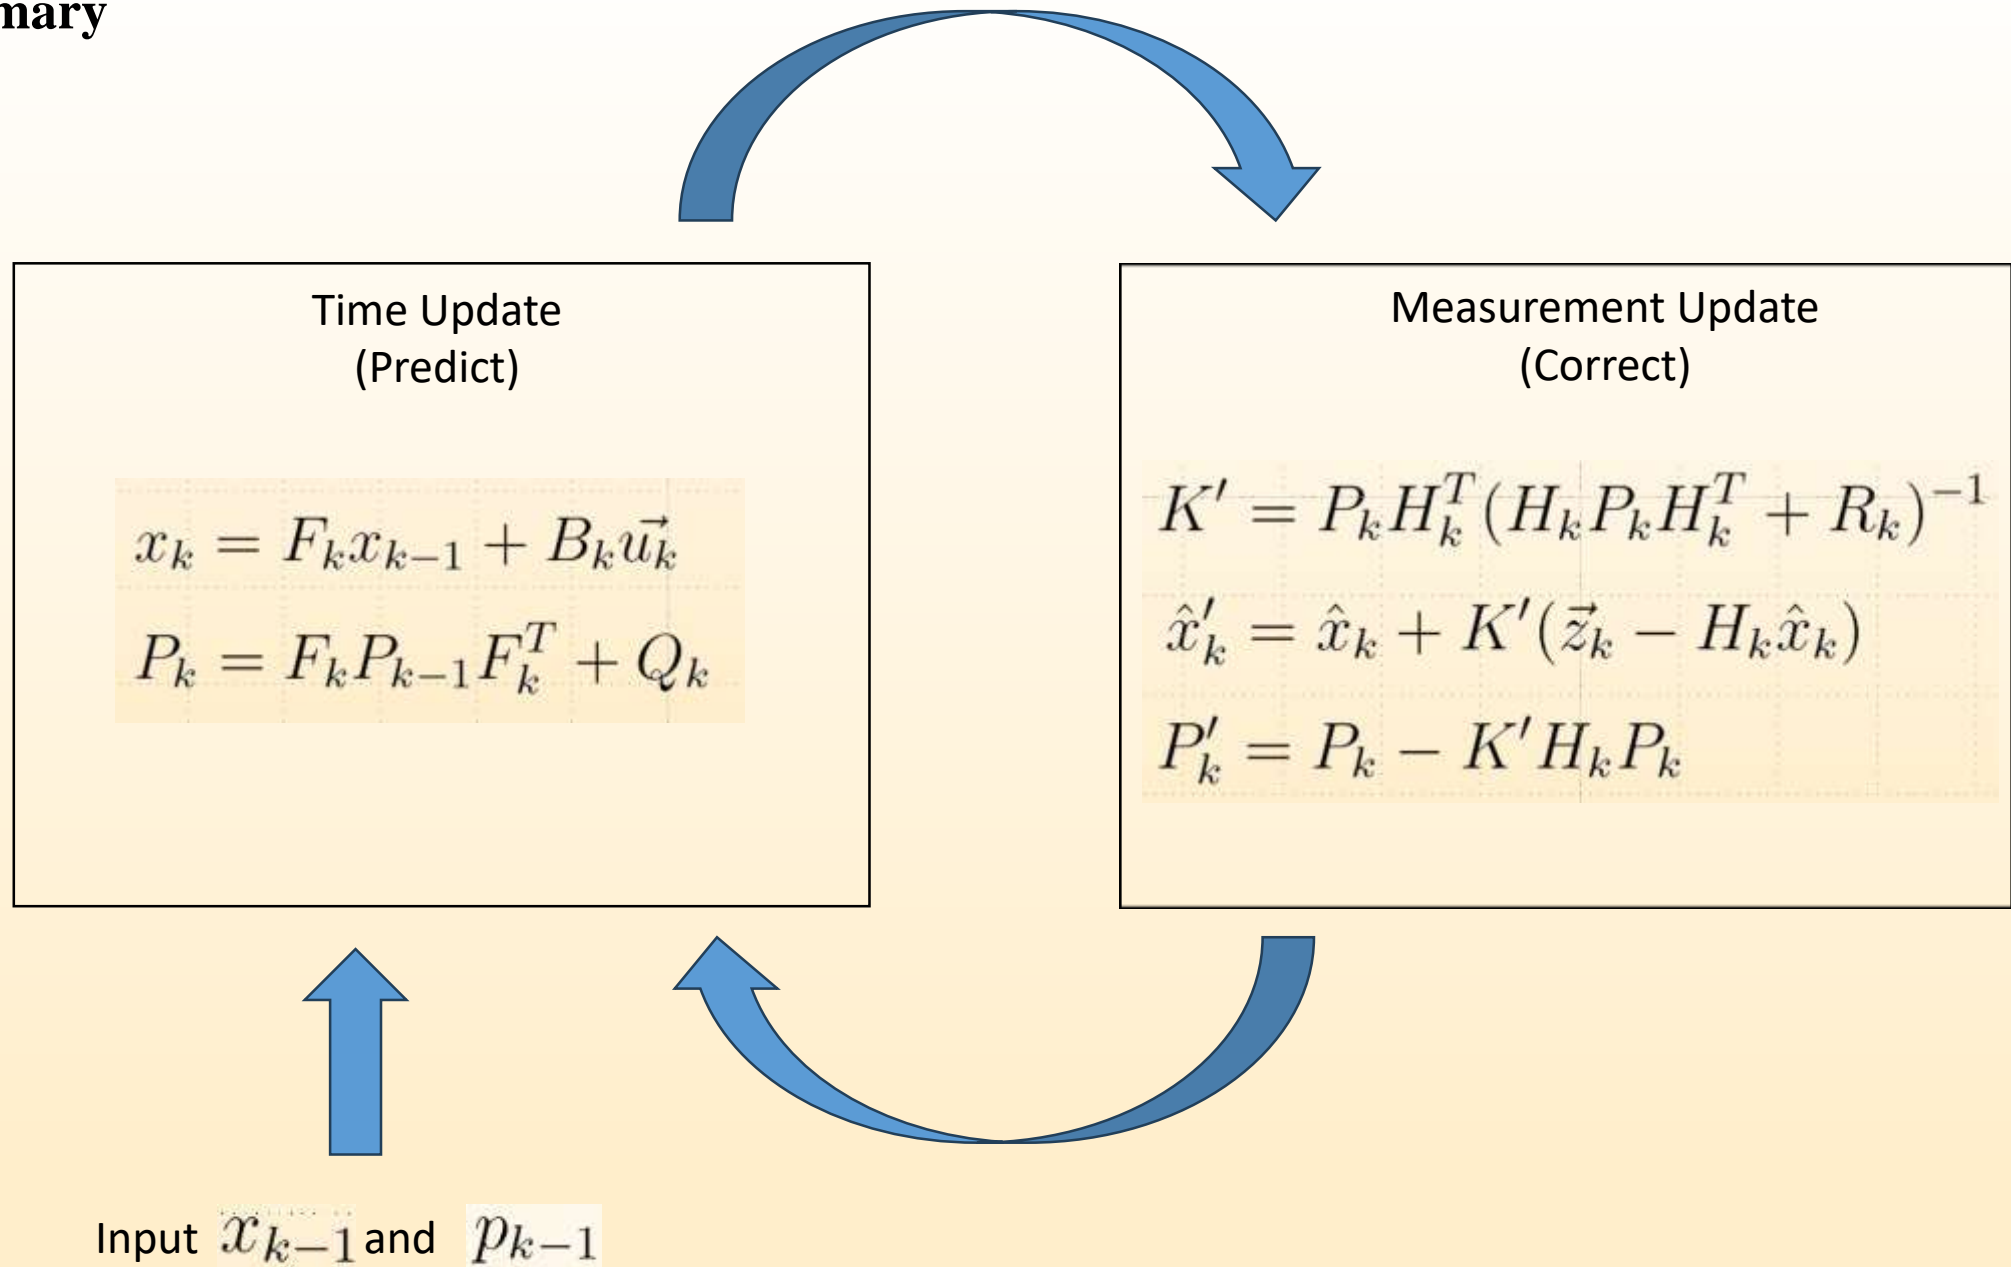 mary
Time Update
(Predict)
x_k = F_k x_{k-1} + B_k \vec{u_k}
P_k = F_k P_{k-1} F_k^T + Q_k
Measurement Update
(Correct)
K' = P_k H_k^T (H_k P_k H_k^T + R_k)^{-1}
\hat{x}'_k = \hat{x}_k + K'(\vec{z}_k - H_k \hat{x}_k)
P'_k = P_k - K' H_k P_k
Input x_{k-1} and p_{k-1}